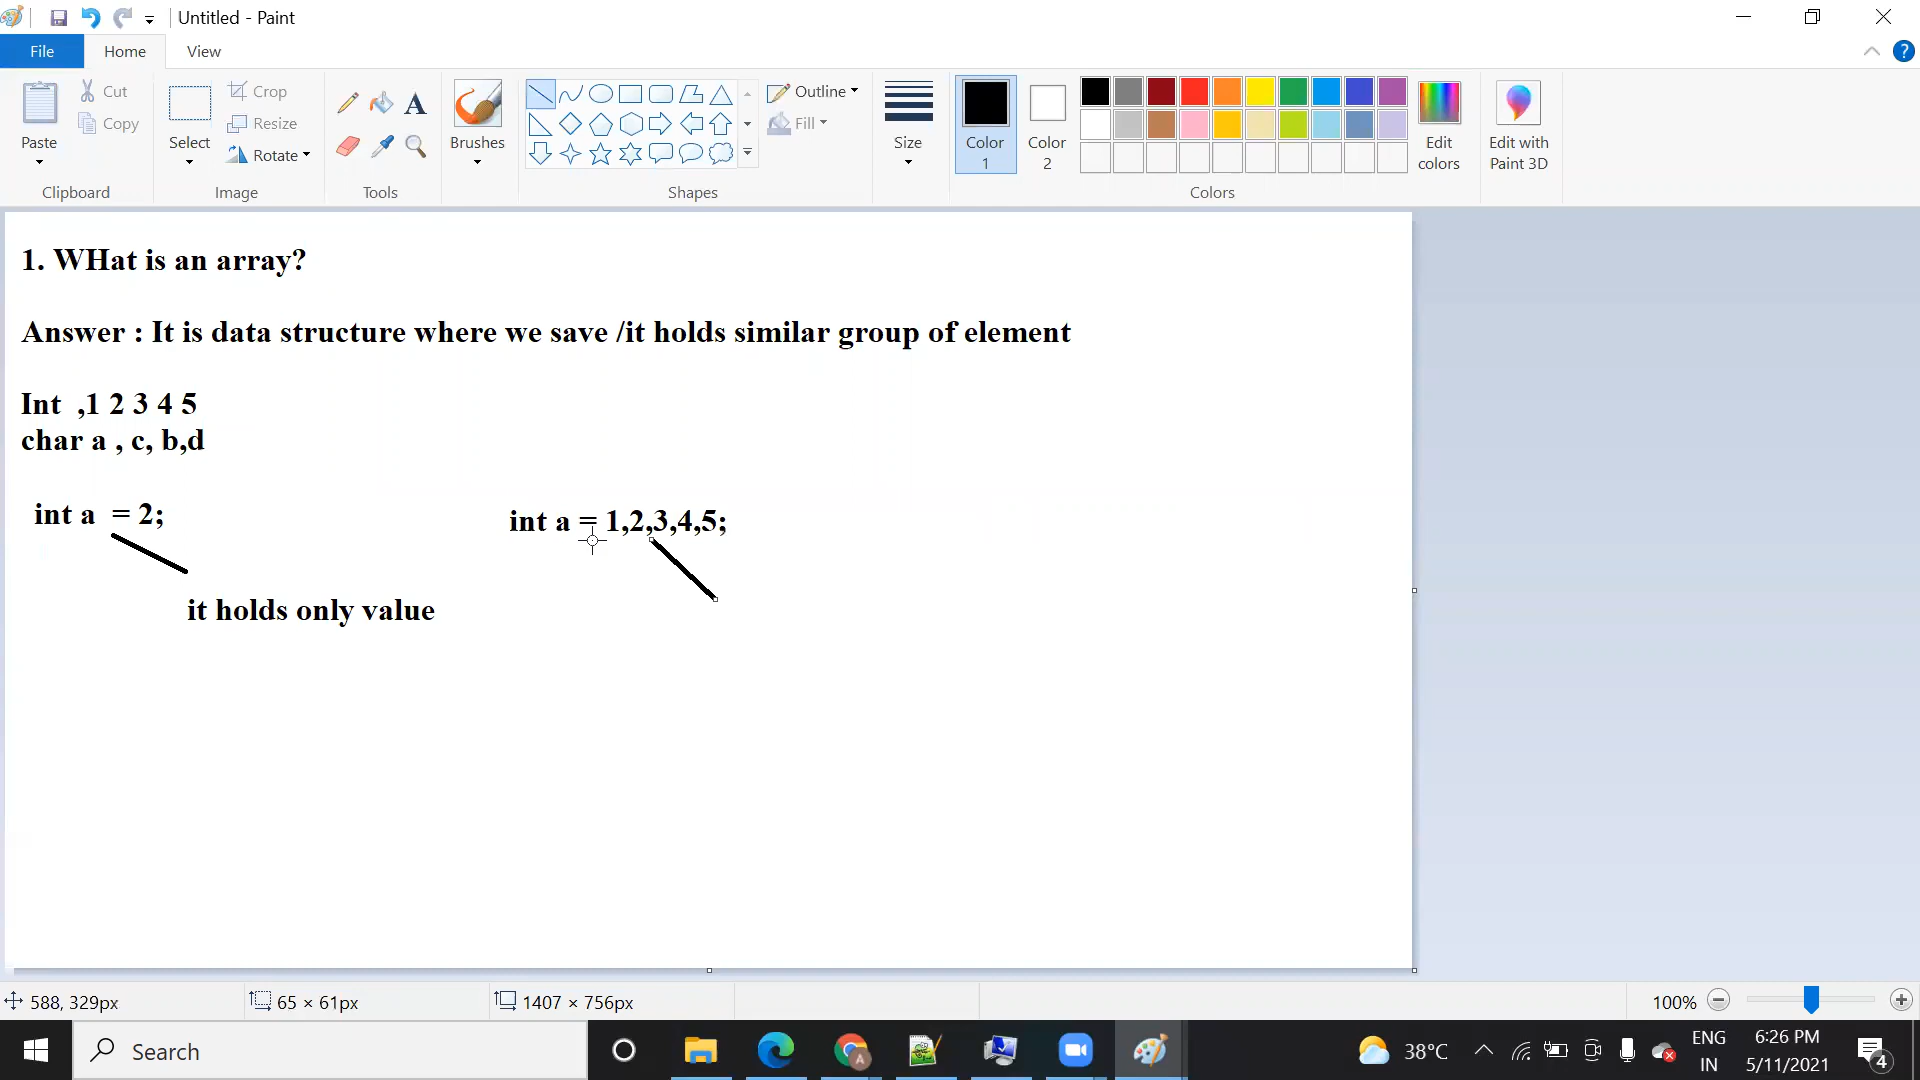 Untitled - Paint
File Home View
Paste
Cut
Copy
Clipboard
Select
Crop
Resize
Rotate
Image
A
Tools
Brushes
Shapes
Outline
Fill
Size
Color 1
Color 2
Colors
Edit colors
Edit with Paint 3D
?
1. WHat is an array?
Answer : It is data structure where we save /it holds similar group of element
Int ,1 2 3 4 5
char a , c, b,d
int a = 2;
int a = 1,2,3,4,5;
it holds only value
588, 329px
65 × 61px
1407 × 756px
100%
Search
A
38°C
ENG
IN
6:26 PM
5/11/2021
4